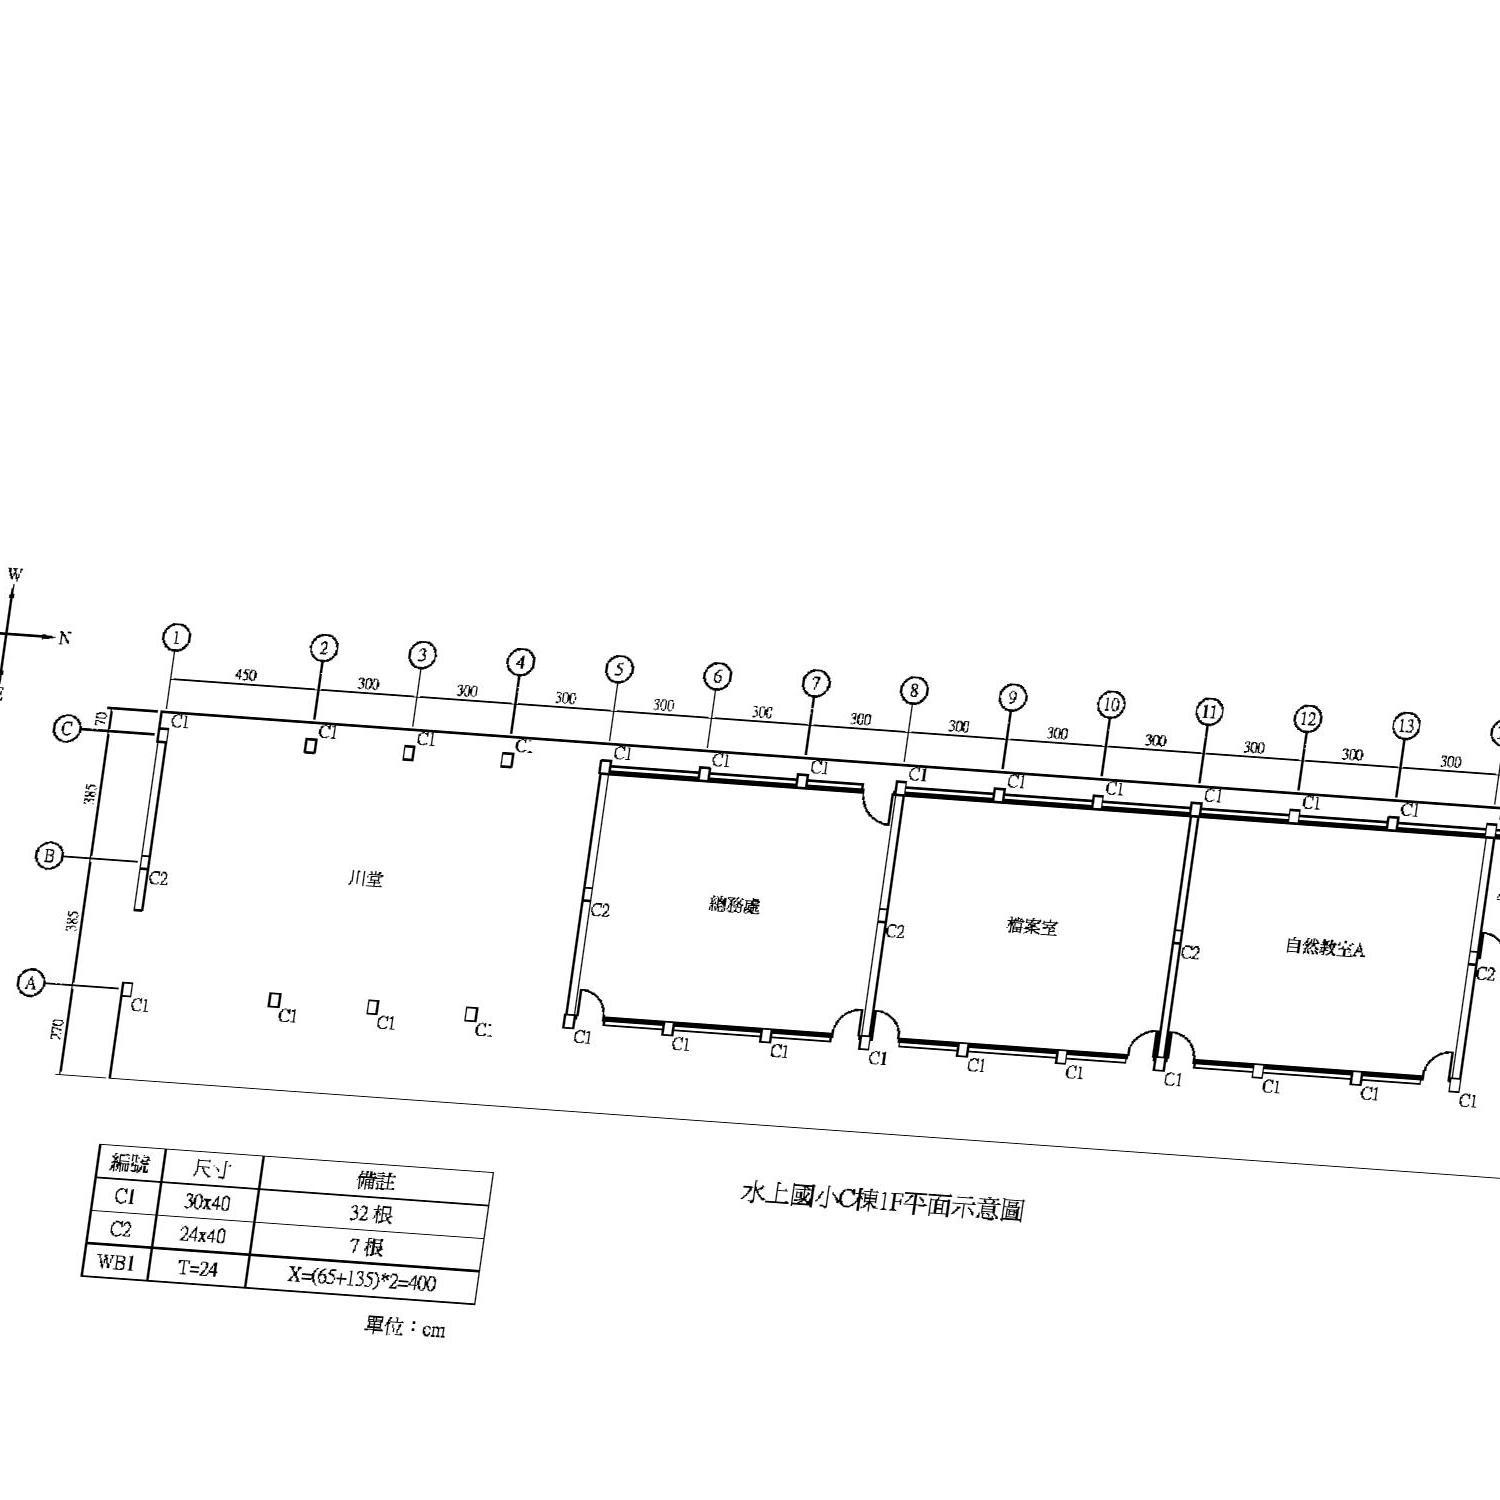 W
N
1 2 3 4 5 6 7 8 9 10 11 12 13
450 300 300 300 300 300 300 300 300 300 300 300 300
70
385
385
270
C
B
A
C1 C1 C1 C1 C1 C1 C1 C1 C1 C1 C1 C1 C1
C2 C2 C2 C2 C2
川堂 總務處 檔案室 自然教室A
C1 C1 C1 C1 C1 C1 C1 C1 C1 C1 C1 C1 C1 C1
編號 尺寸 備註
C1 30x40 32 根
C2 24x40 7 根
WB1 T=24 X=(65+135)*2=400
單位：cm
水上國小C棟1F平面示意圖